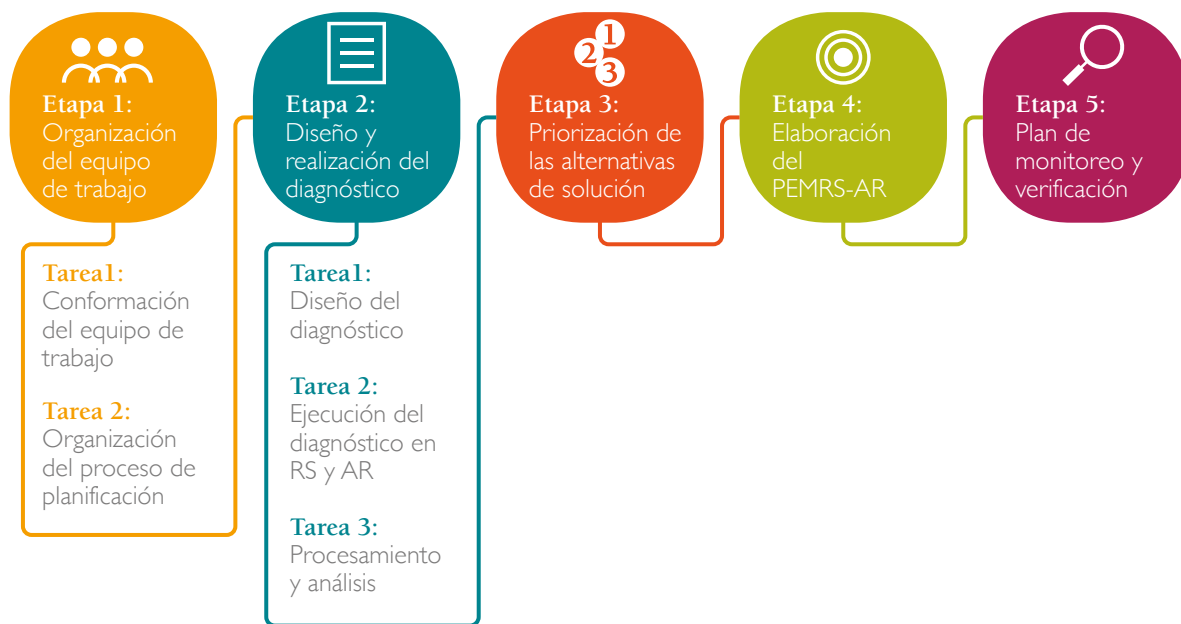 1
2
3
Etapa 1:
Organización
del equipo
de trabajo
Tarea1:
Conformación
del equipo de
trabajo
Tarea 2:
Organización
del proceso de
planificación
Etapa 2:
Diseño y
realización del
diagnóstico
Tarea1:
Diseño del
diagnóstico
Tarea 2:
Ejecución del
diagnóstico en
RS y AR
Tarea 3:
Procesamiento
y análisis
Etapa 3:
Priorización de
las alternativas
de solución
Etapa 4:
Elaboración
del
PEMRS-AR
Etapa 5:
Plan de
monitoreo y
verificación